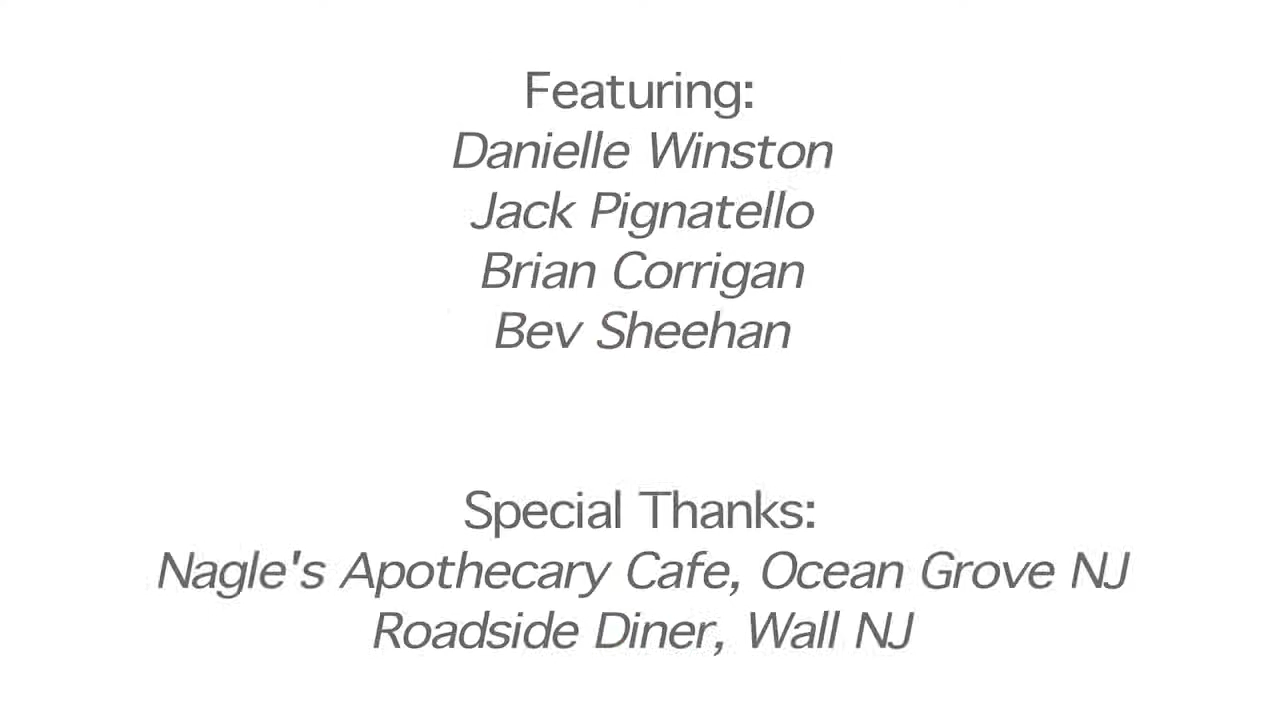 Featuring:
Danielle Winston
Jack Pignatello
Brian Corrigan
Bev Sheehan
Special Thanks:
Nagle's Apothecary Cafe, Ocean Grove NJ
Roadside Diner, Wall NJ